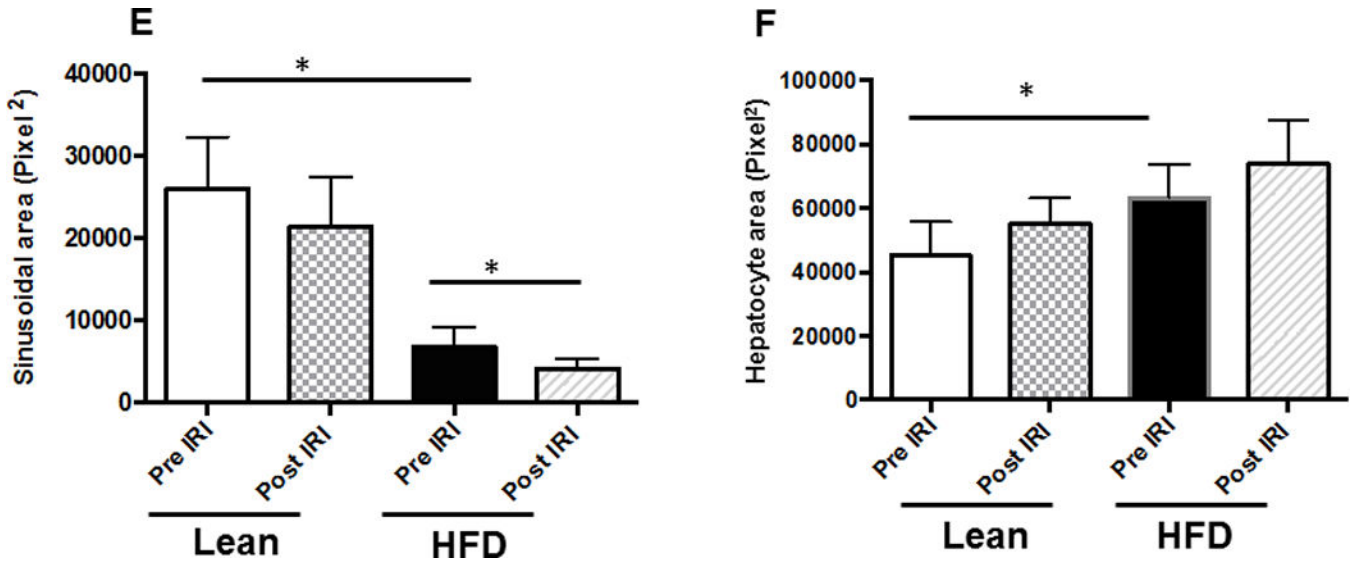 E
Sinusoidal area (Pixel²)
40000
30000
20000
10000
0
*
*
Pre IRI
Post IRI
Pre IRI
Post IRI
Lean
HFD
F
Hepatocyte area (Pixel²)
100000
80000
60000
40000
20000
0
*
Pre IRI
Post IRI
Pre IRI
Post IRI
Lean
HFD